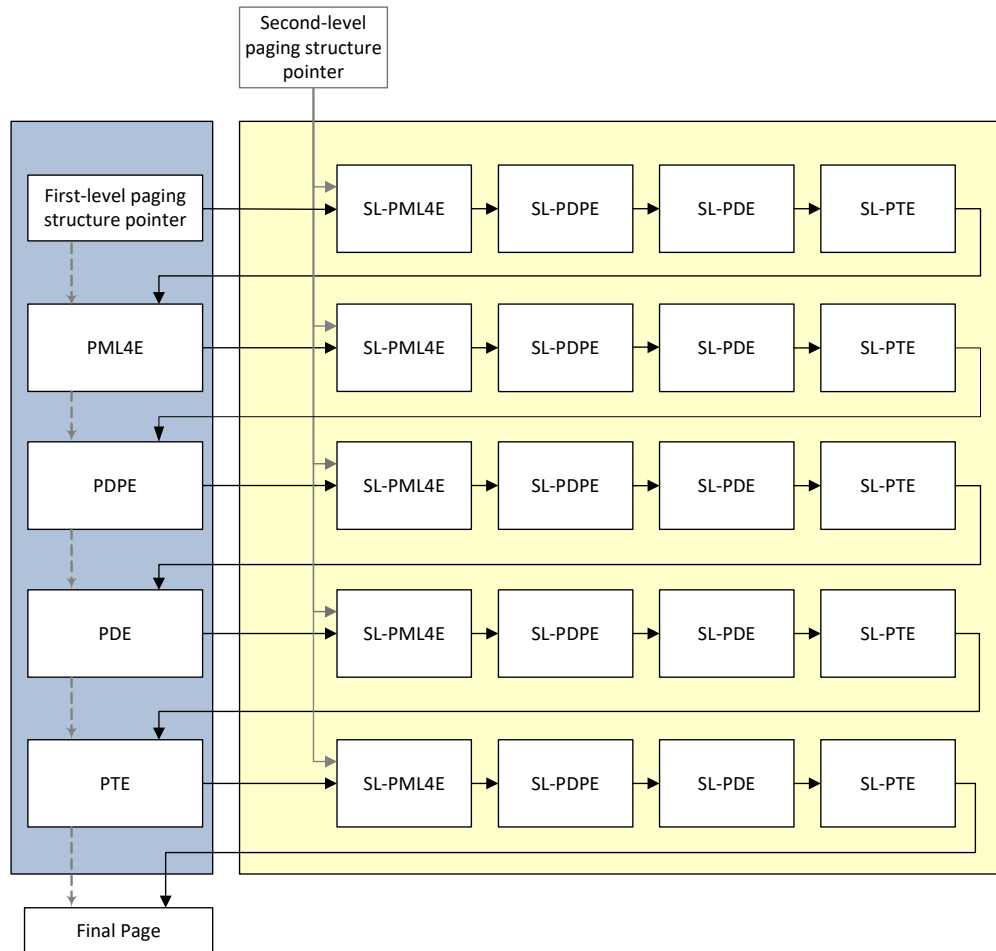 Second-level
paging structure
pointer
First-level paging
structure pointer
SL-PML4E
SL-PDPE
SL-PDE
SL-PTE
PML4E
SL-PML4E
SL-PDPE
SL-PDE
SL-PTE
PDPE
SL-PML4E
SL-PDPE
SL-PDE
SL-PTE
PDE
SL-PML4E
SL-PDPE
SL-PDE
SL-PTE
PTE
SL-PML4E
SL-PDPE
SL-PDE
SL-PTE
Final Page